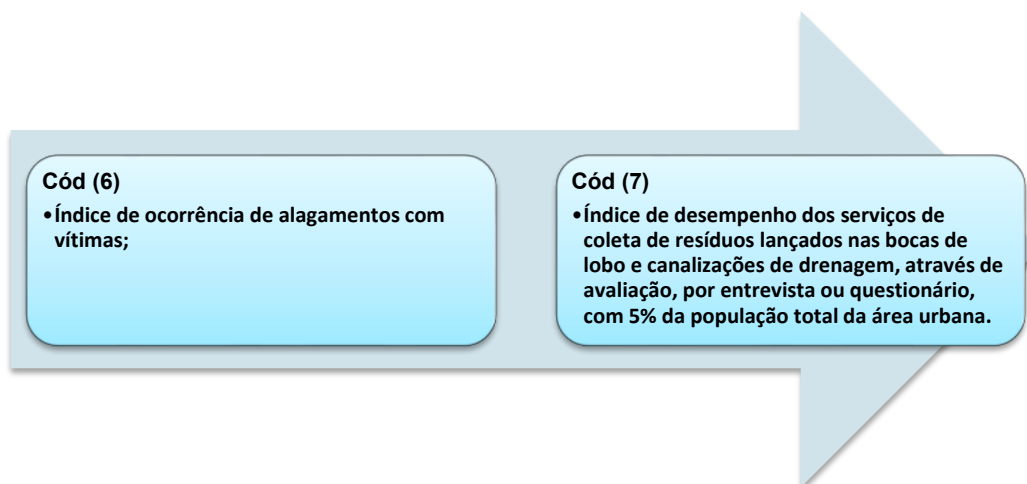 Cód (6)
•Índice de ocorrência de alagamentos com
vítimas;
Cód (7)
•Índice de desempenho dos serviços de
coleta de resíduos lançados nas bocas de
lobo e canalizações de drenagem, através de
avaliação, por entrevista ou questionário,
com 5% da população total da área urbana.